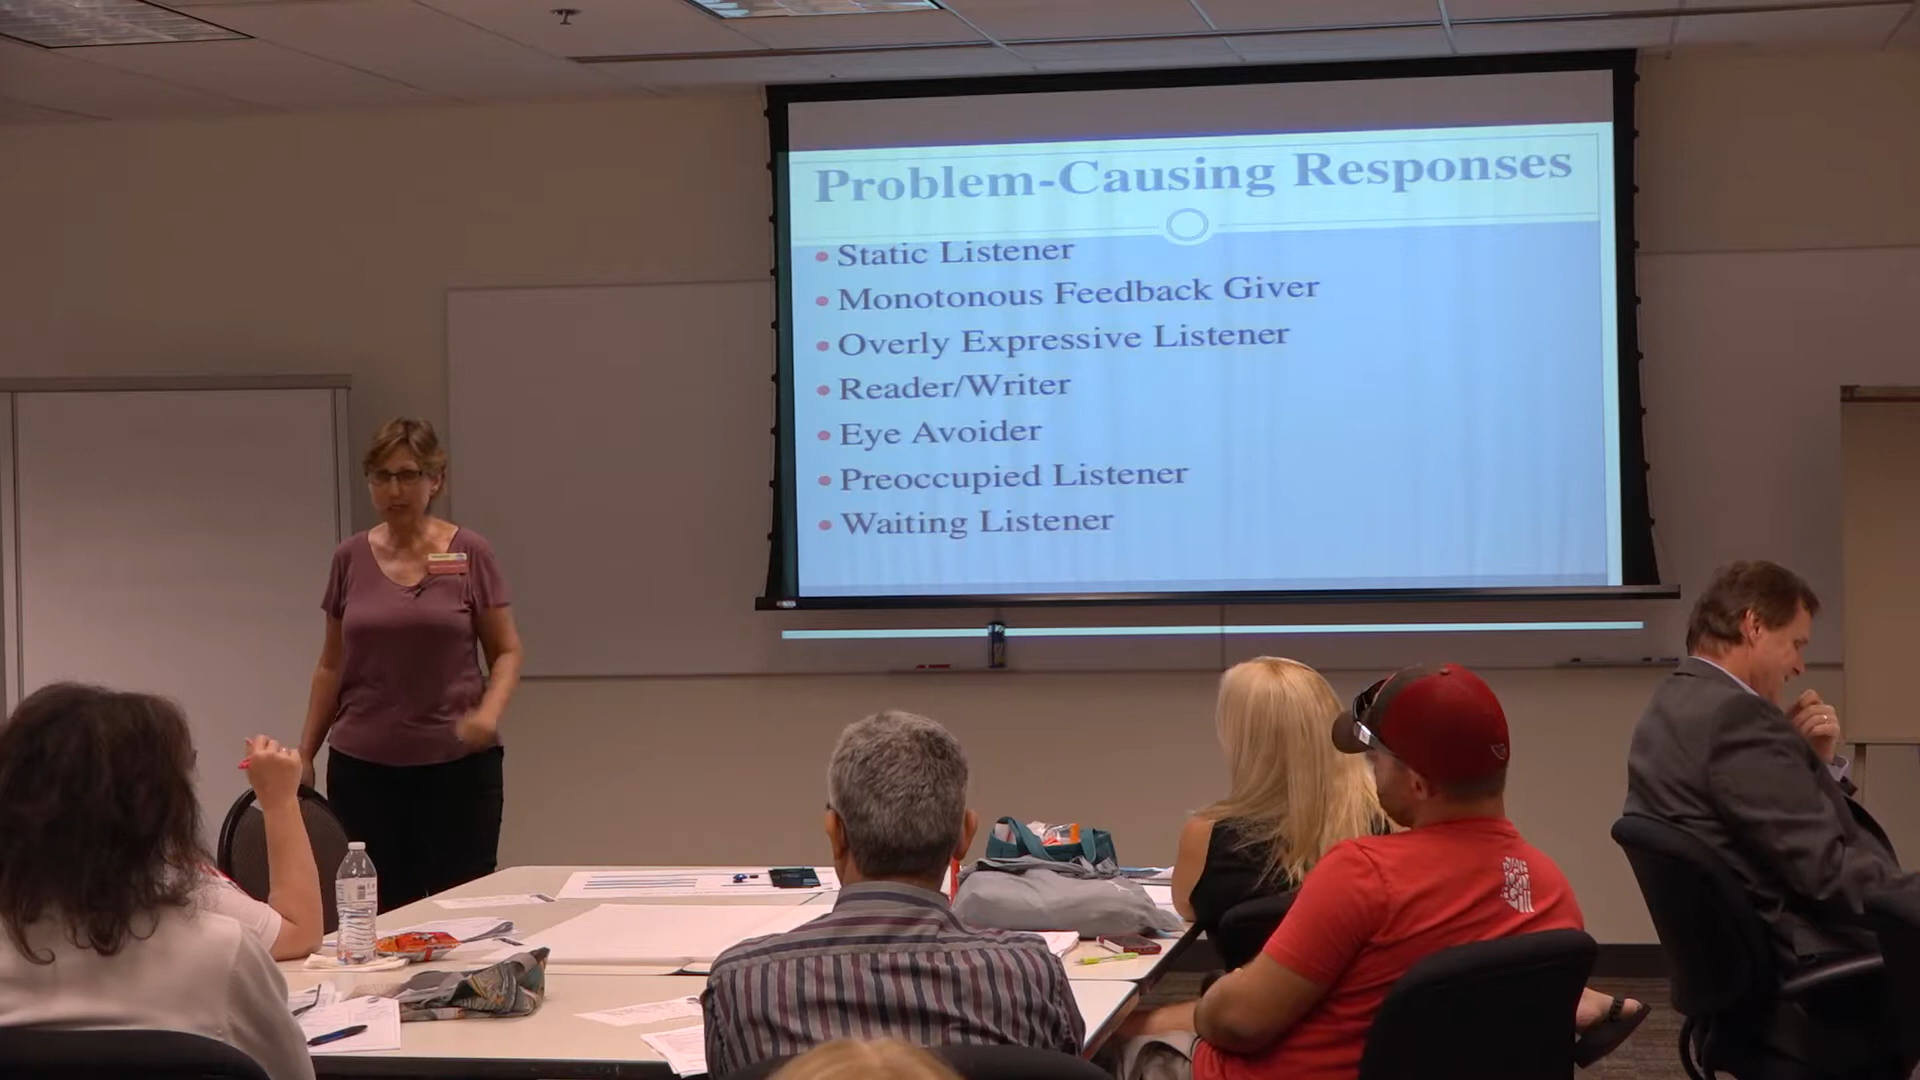 Problem-Causing Responses
Static Listener
Monotonous Feedback Giver
Overly Expressive Listener
Reader/Writer
Eye Avoider
Preoccupied Listener
Waiting Listener